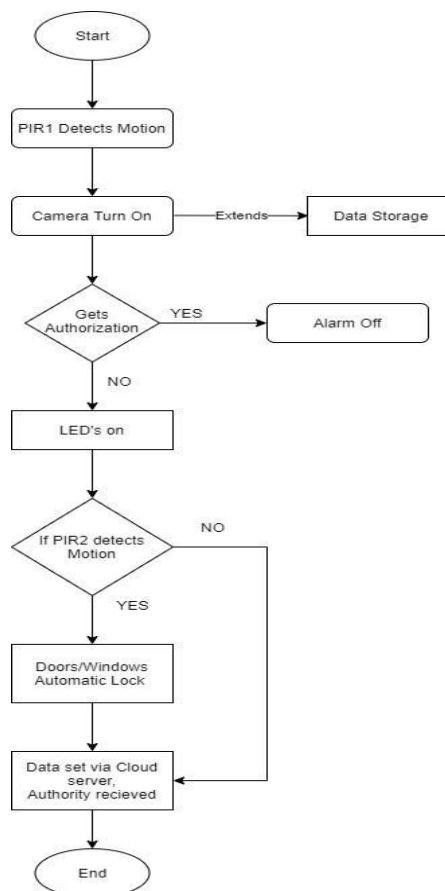 Start
PIR1 Detects Motion
Camera Turn On
Extends
Data Storage
Gets
Authorization
YES
Alarm Off
NO
LED's on
If PIR2 detects
Motion
NO
YES
Doors/Windows
Automatic Lock
Data set via Cloud
server,
Authority recieved
End